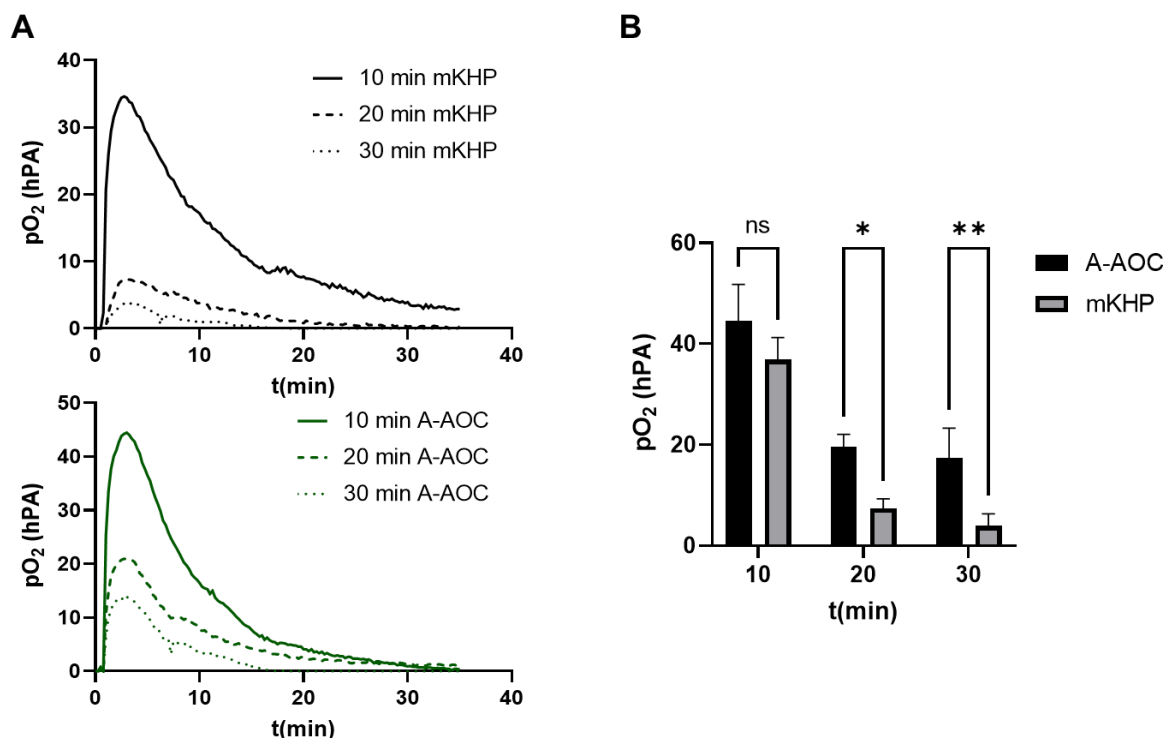 A
40
30
20
10
0
pO₂ (hPA)
10 min mKHP
20 min mKHP
30 min mKHP
0 10 20 30 40
t(min)
50
40
30
20
10
0
pO₂ (hPA)
10 min A-AOC
20 min A-AOC
30 min A-AOC
0 10 20 30 40
t(min)
B
60
40
20
0
pO₂ (hPA)
ns * **
A-AOC
mKHP
10 20 30
t(min)